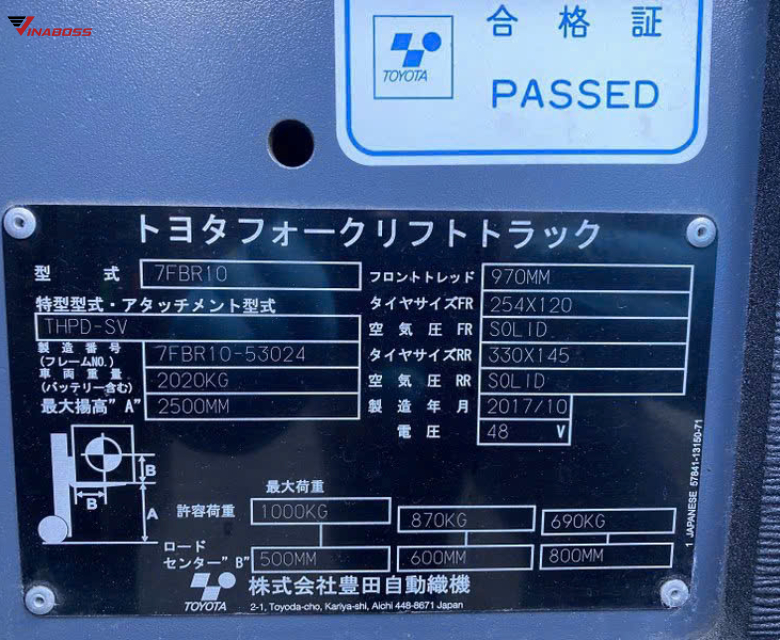 VINABOSS
合格証
TOYOTA
PASSED
トヨタフォークリフトトラック
型式 7FBR10 フロントトレッド 970MM
特型型式・アタッチメント型式 タイヤサイズFR 254X120
THPD-SV 空気圧FR SOLID
製造番号(フレームNO.) 7FBR10-53024 タイヤサイズRR 330X145
車両重量(バッテリー含む) 2020KG 空気圧RR SOLID
最大揚高"A" 2500MM 製造年月 2017/10
電圧 48 V
B
B
A
最大荷重
許容荷重 1000KG 870KG 690KG
ロードセンター"B" 500MM 600MM 800MM
TOYOTA 株式会社豊田自動織機
2-1, Toyoda-cho, Kariya-shi, Aichi 448-8671 Japan
1 JAPANESE 57841-13150-71